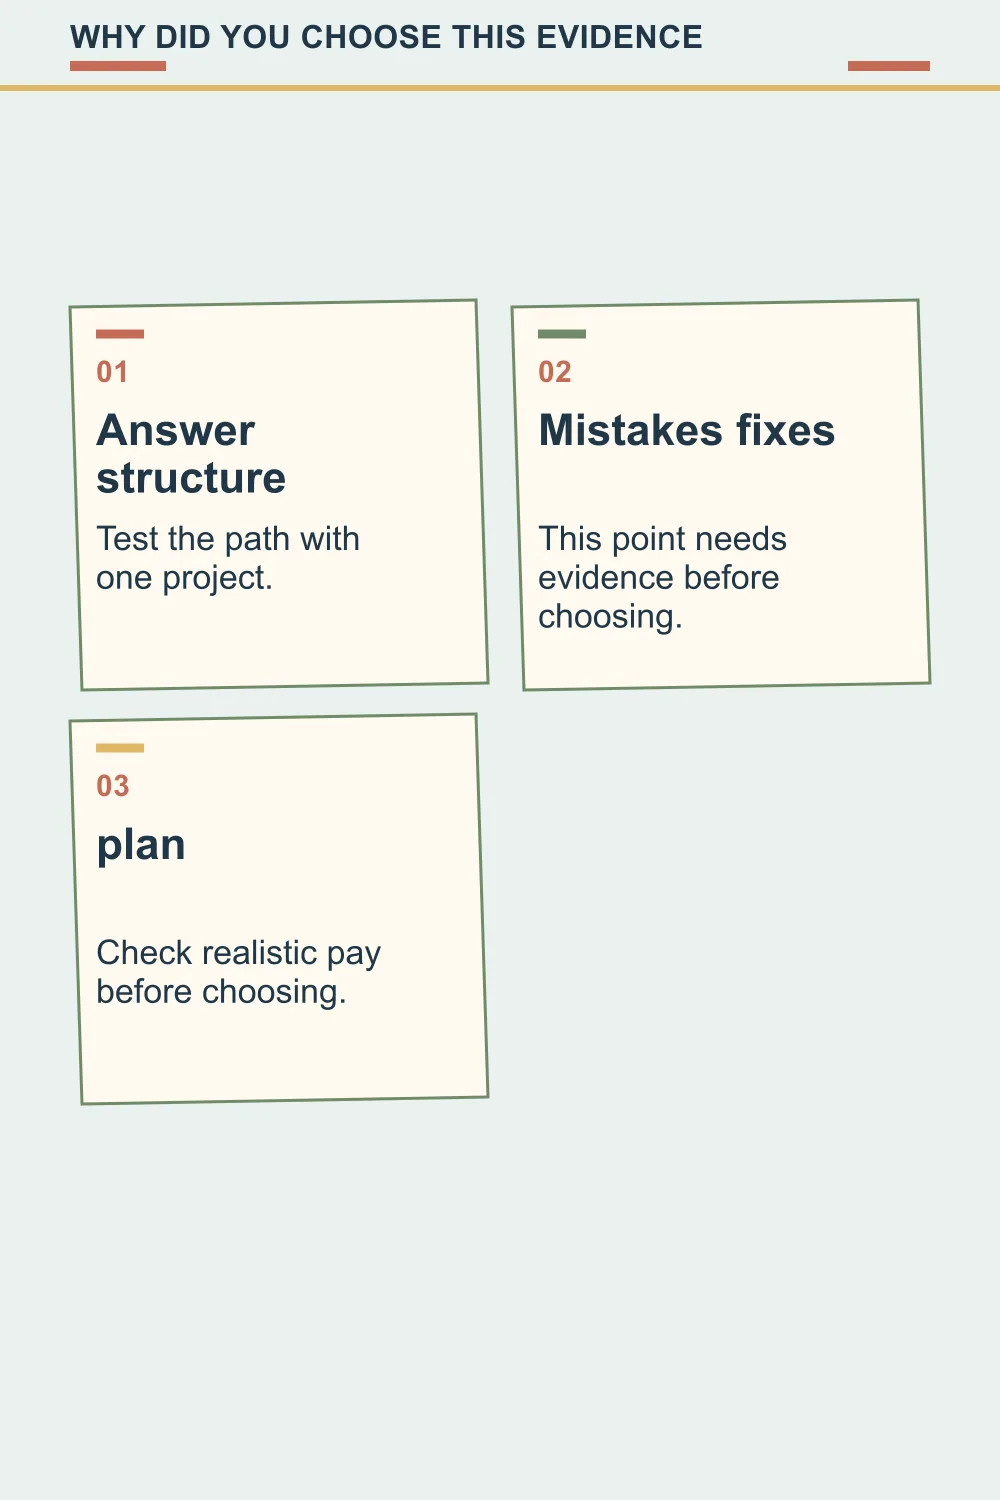 WHY DID YOU CHOOSE THIS EVIDENCE
01
Answer
structure
Test the path with
one project.
02
Mistakes fixes
This point needs
evidence before
choosing.
03
plan
Check realistic pay
before choosing.